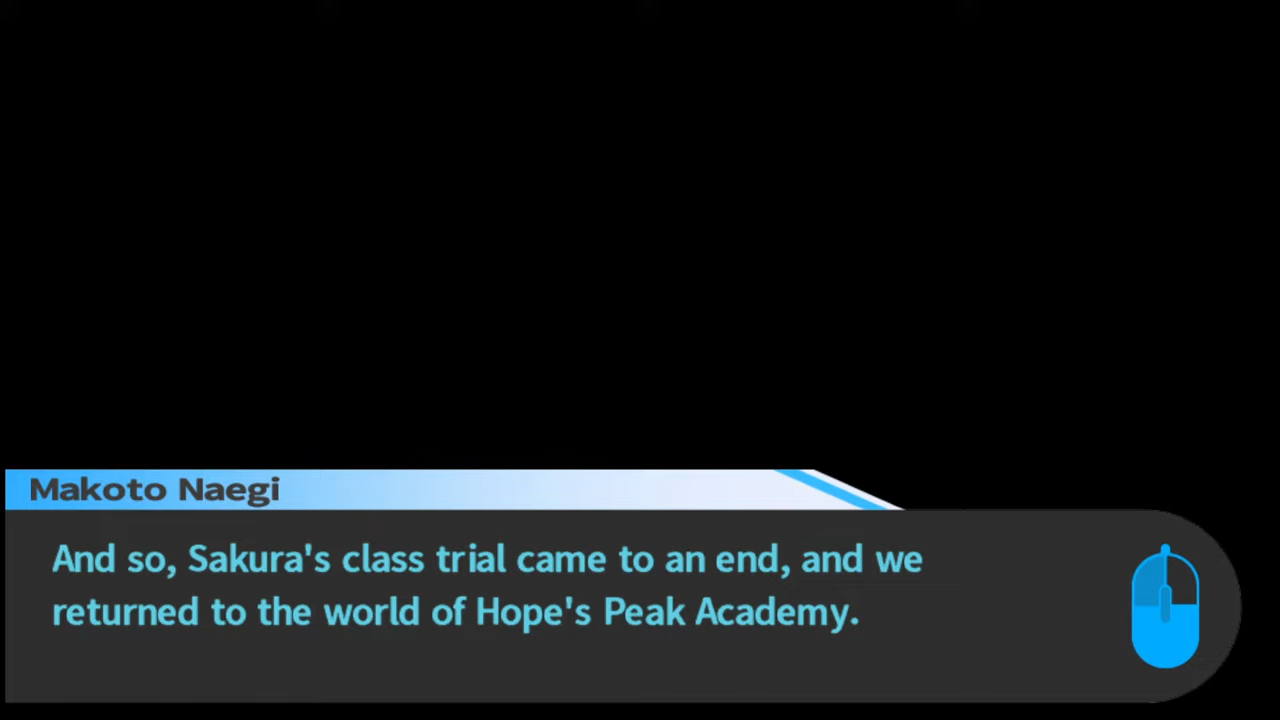 Makoto Naegi
And so, Sakura's class trial came to an end, and we
returned to the world of Hope's Peak Academy.